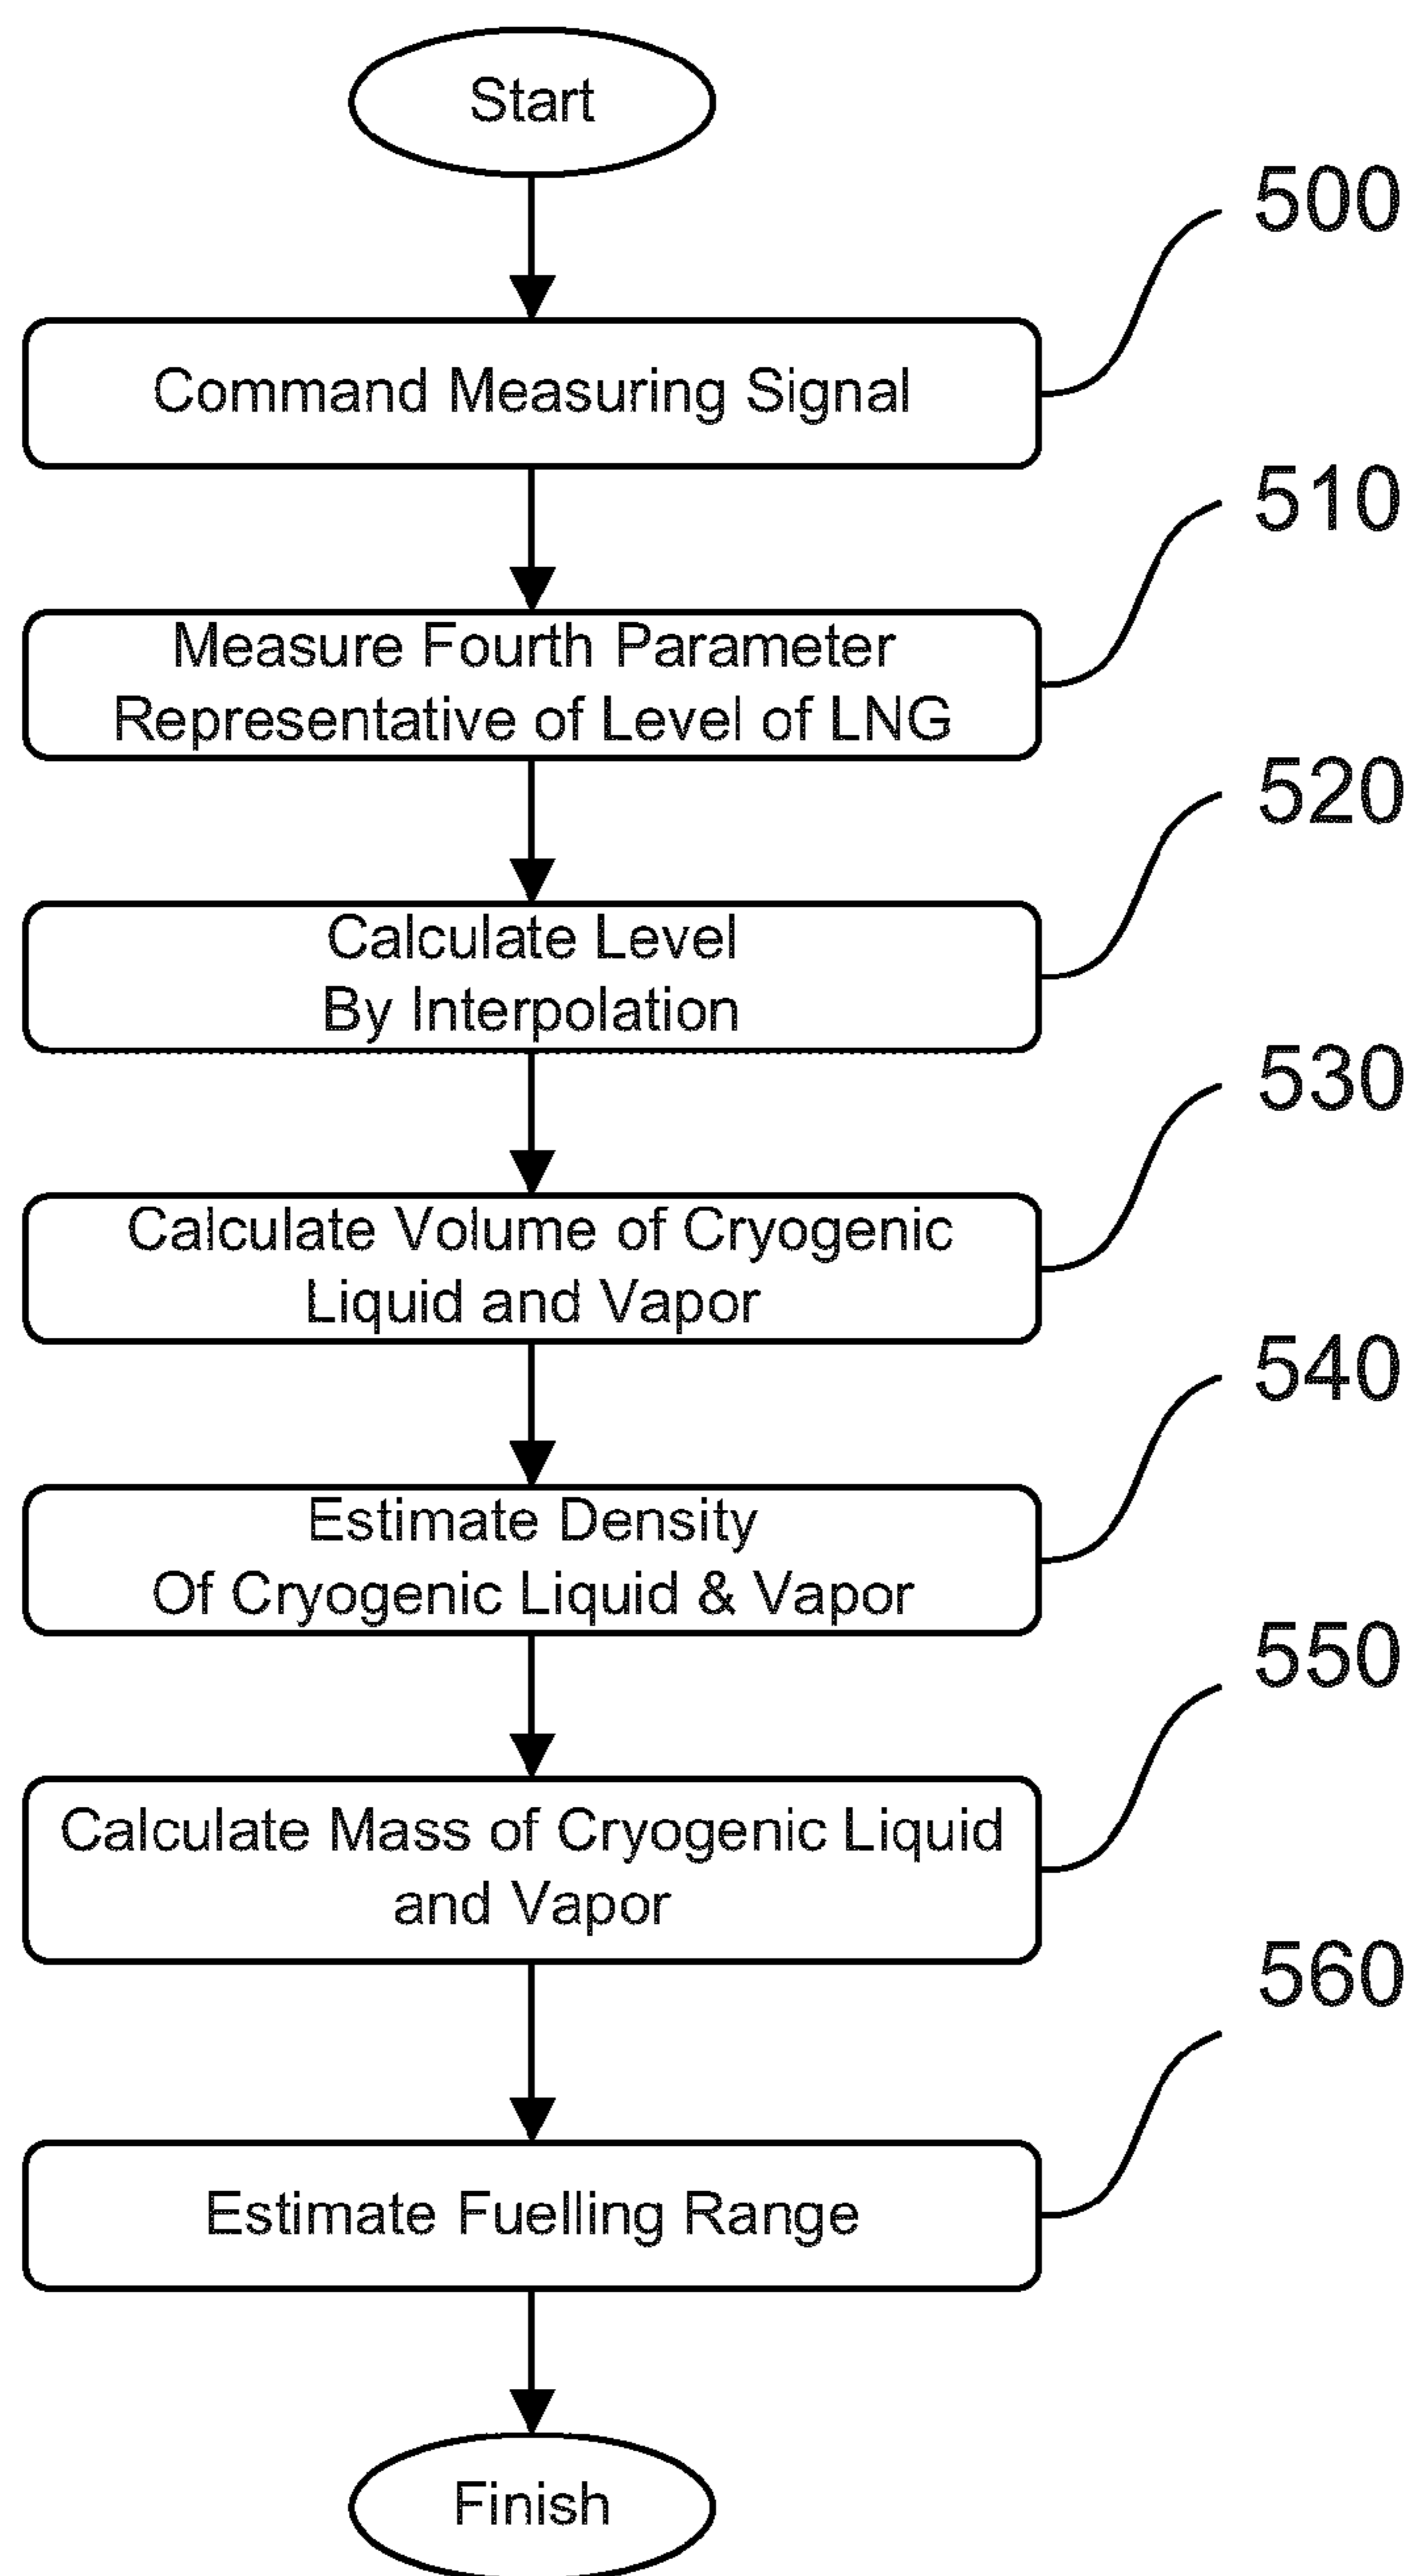 Start
500
Command Measuring Signal
510
Measure Fourth Parameter
Representative of Level of LNG
520
Calculate Level
By Interpolation
530
Calculate Volume of Cryogenic
Liquid and Vapor
540
Estimate Density
Of Cryogenic Liquid & Vapor
550
Calculate Mass of Cryogenic Liquid
and Vapor
560
Estimate Fuelling Range
Finish